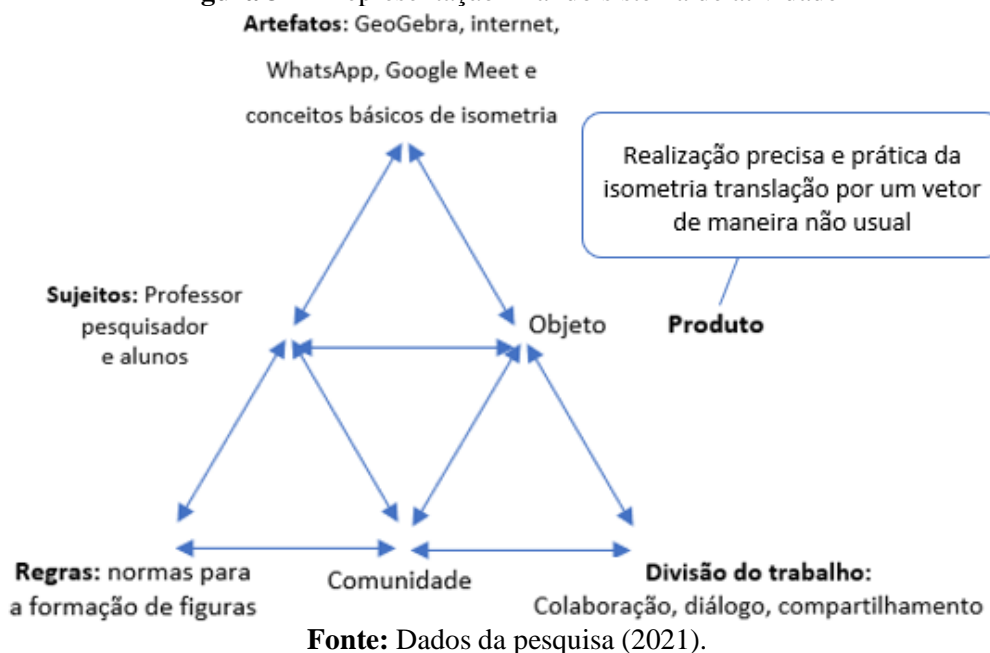 Artefatos: GeoGebra, internet,
WhatsApp, Google Meet e
conceitos básicos de isometria
Realização precisa e prática da
isometria translação por um vetor
de maneira não usual
Sujeitos: Professor
pesquisador
e alunos
Objeto
Produto
Regras: normas para
a formação de figuras
Comunidade
Divisão do trabalho:
Colaboração, diálogo, compartilhamento
Fonte: Dados da pesquisa (2021).